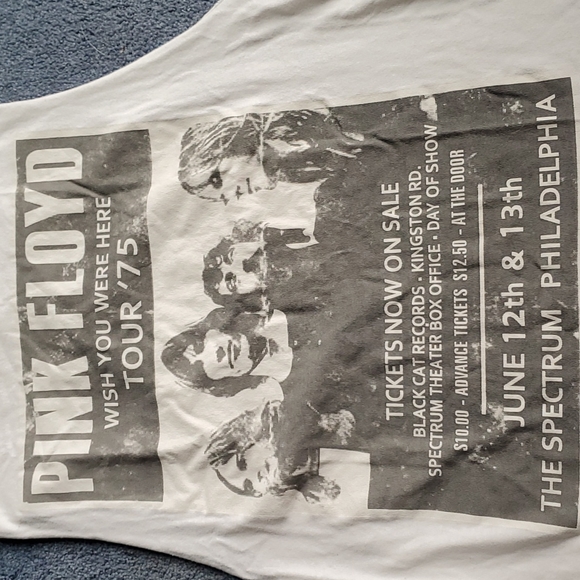 PINK FLOYD
WISH YOU WERE HERE
TOUR '75
TICKETS NOW ON SALE
BLACK CAT RECORDS • KINGSTON RD.
SPECTRUM THEATER BOX OFFICE • DAY OF SHOW
$10.00 - ADVANCE TICKETS $12.50 - AT THE DOOR
JUNE 12th & 13th
THE SPECTRUM PHILADELPHIA